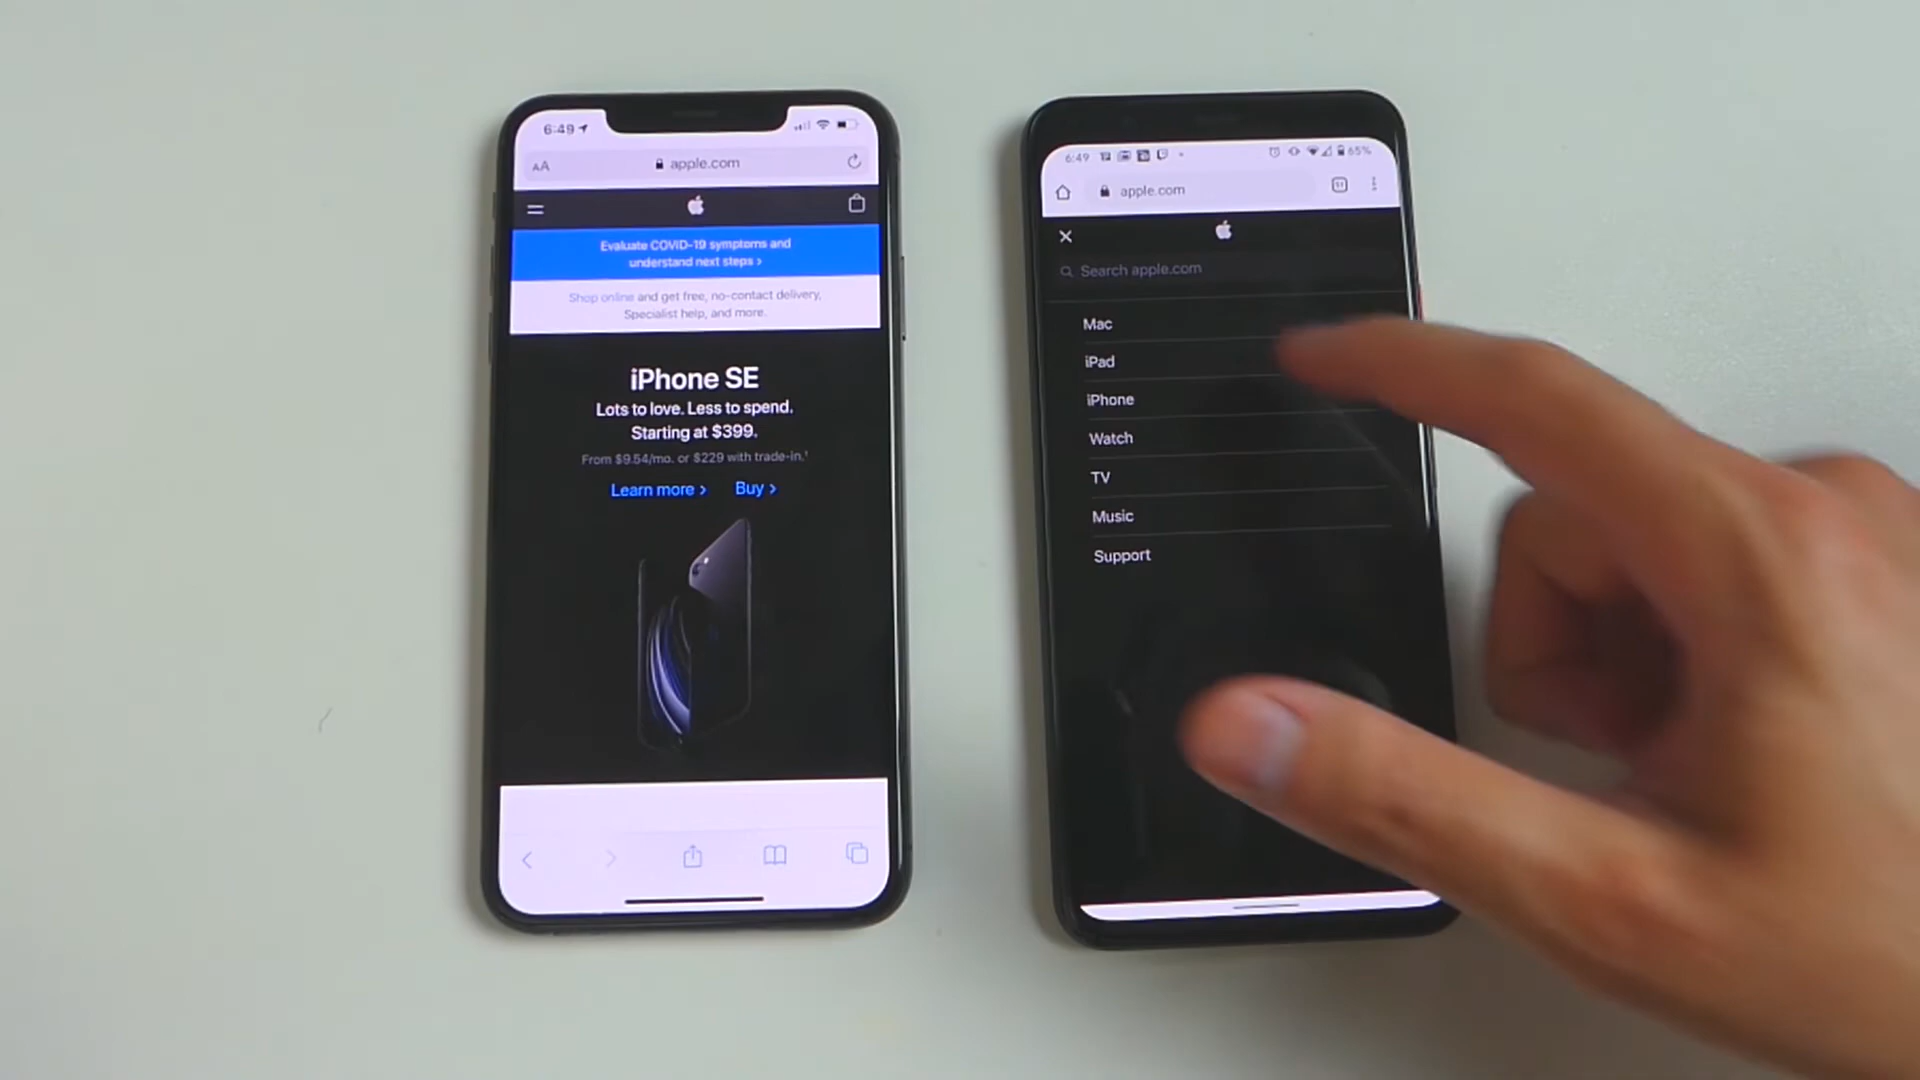 6:49
AA
apple.com
Evaluate COVID-19 symptoms and
understand next steps >
Shop online and get free, no-contact delivery,
Specialist help, and more.
iPhone SE
Lots to love. Less to spend.
Starting at $399.
From $9.54/mo. or $229 with trade-in.¹
Learn more > Buy >
6:49
65%
apple.com
Search apple.com
Mac
iPad
iPhone
Watch
TV
Music
Support